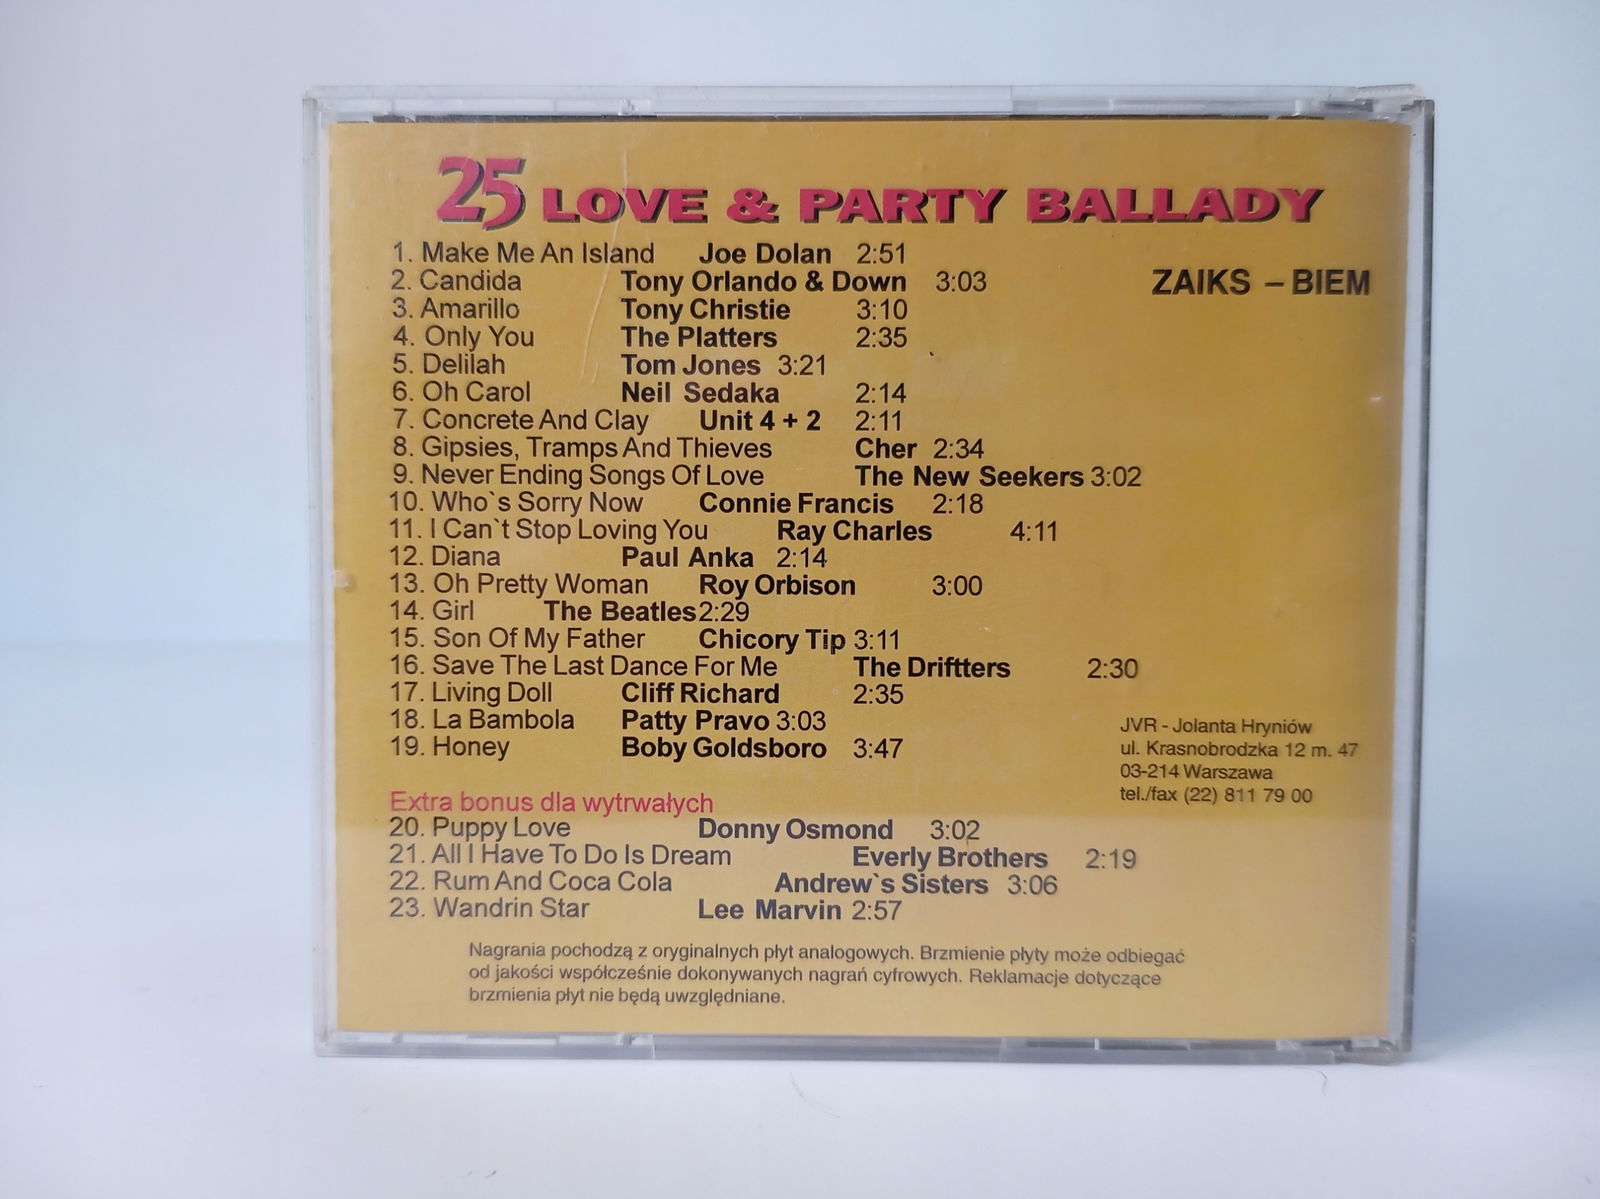 25 LOVE & PARTY BALLADY
1. Make Me An Island Joe Dolan 2:51
2. Candida Tony Orlando & Down 3:03
ZAIKS – BIEM
3. Amarillo Tony Christie 3:10
4. Only You The Platters 2:35
5. Delilah Tom Jones 3:21
6. Oh Carol Neil Sedaka 2:14
7. Concrete And Clay Unit 4 + 2 2:11
8. Gipsies, Tramps And Thieves Cher 2:34
9. Never Ending Songs Of Love The New Seekers 3:02
10. Who`s Sorry Now Connie Francis 2:18
11. I Can`t Stop Loving You Ray Charles 4:11
12. Diana Paul Anka 2:14
13. Oh Pretty Woman Roy Orbison 3:00
14. Girl The Beatles 2:29
15. Son Of My Father Chicory Tip 3:11
16. Save The Last Dance For Me The Driftters 2:30
17. Living Doll Cliff Richard 2:35
18. La Bambola Patty Pravo 3:03
19. Honey Boby Goldsboro 3:47
JVR - Jolanta Hryniów
ul. Krasnobrodzka 12 m. 47
03-214 Warszawa
tel./fax (22) 811 79 00
Extra bonus dla wytrwałych
20. Puppy Love Donny Osmond 3:02
21. All I Have To Do Is Dream Everly Brothers 2:19
22. Rum And Coca Cola Andrew`s Sisters 3:06
23. Wandrin Star Lee Marvin 2:57
Nagrania pochodzą z oryginalnych płyt analogowych. Brzmienie płyty może odbiegać
od jakości współcześnie dokonywanych nagrań cyfrowych. Reklamacje dotyczące
brzmienia płyt nie będą uwzględniane.